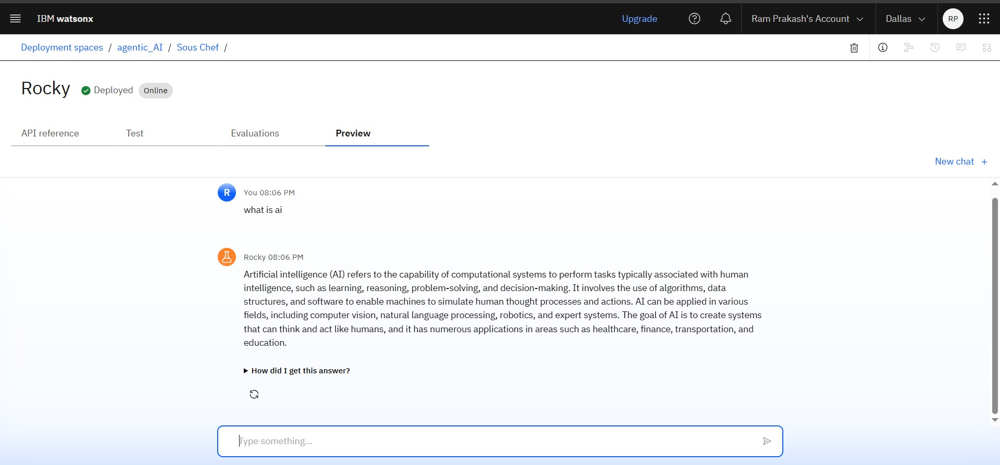 IBM watsonx
Upgrade
Ram Prakash's Account
Dallas
RP
Deployment spaces / agentic_AI / Sous Chef /
Rocky
Deployed
Online
API reference
Test
Evaluations
Preview
New chat +
R
You 08:06 PM
what is ai
Rocky 08:06 PM
Artificial intelligence (AI) refers to the capability of computational systems to perform tasks typically associated with human
intelligence, such as learning, reasoning, problem-solving, and decision-making. It involves the use of algorithms, data
structures, and software to enable machines to simulate human thought processes and actions. AI can be applied in various
fields, including computer vision, natural language processing, robotics, and expert systems. The goal of AI is to create systems
that can think and act like humans, and it has numerous applications in areas such as healthcare, finance, transportation, and
education.
How did I get this answer?
Type something...